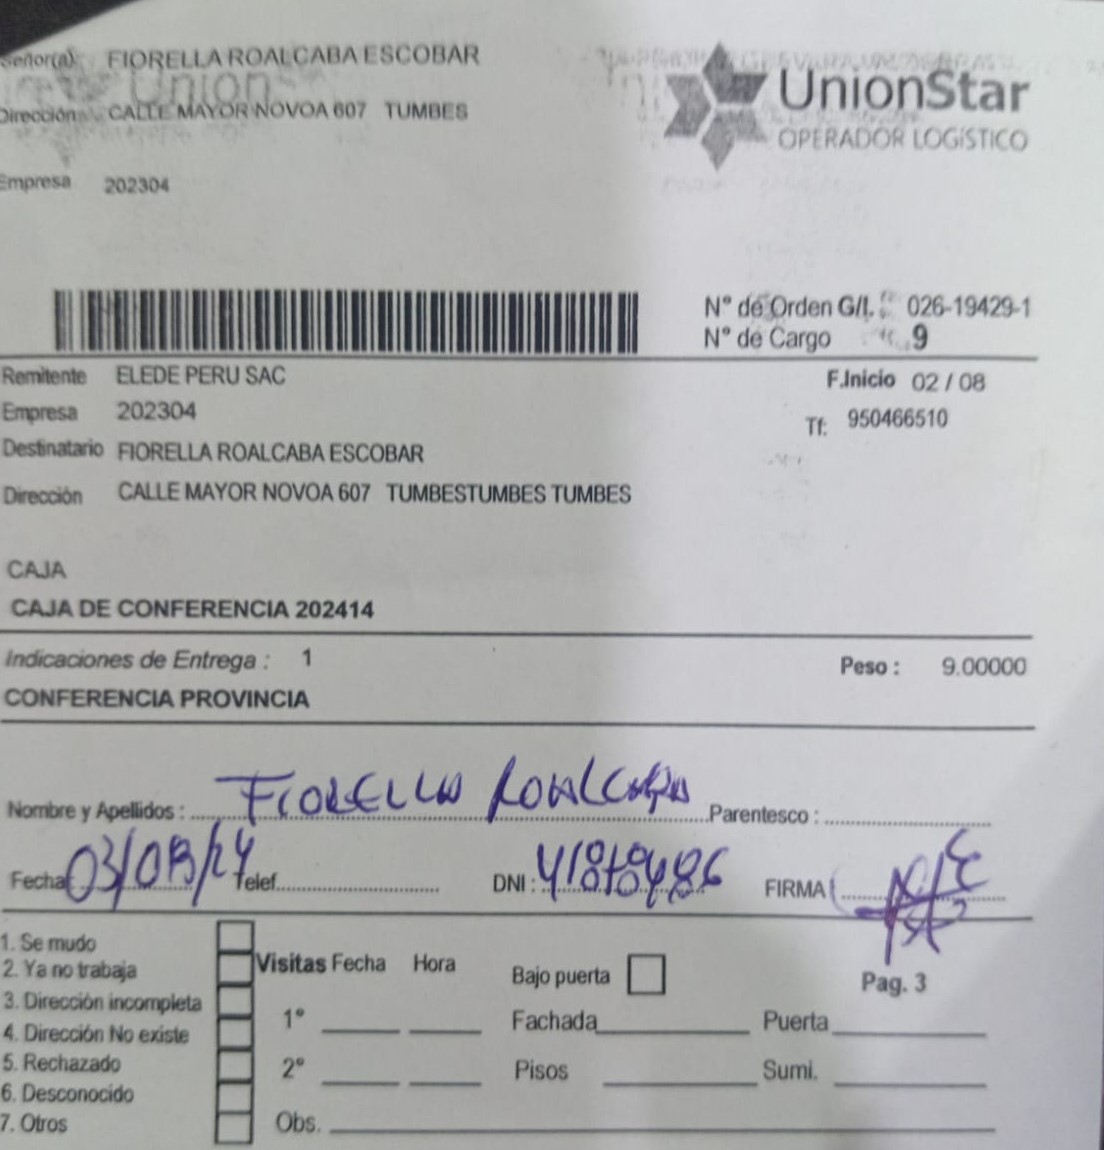 Señor(a): FIORELLA ROALCABA ESCOBAR
Dirección CALLE MAYOR NOVOA 607 TUMBES
Empresa 202304
UnionStar
OPERADOR LOGÍSTICO
N° de Orden G/I. : 026-19429-1
N° de Cargo 9
Remitente ELEDE PERU SAC
F.Inicio 02 / 08
Empresa 202304
Tf: 950466510
Destinatario FIORELLA ROALCABA ESCOBAR
Dirección CALLE MAYOR NOVOA 607 TUMBESTUMBES TUMBES
CAJA
CAJA DE CONFERENCIA 202414
Indicaciones de Entrega : 1
Peso : 9.00000
CONFERENCIA PROVINCIA
Nombre y Apellidos : FIORELLA ROALCABA Parentesco :
Fecha 03/08/24 Telef. DNI : FIRMA
1. Se mudo
2. Ya no trabaja
3. Dirección incompleta
4. Dirección No existe
5. Rechazado
6. Desconocido
7. Otros
Visitas Fecha Hora
1°
2°
Obs.
Bajo puerta
Fachada
Pisos
Pag. 3
Puerta
Sumi.